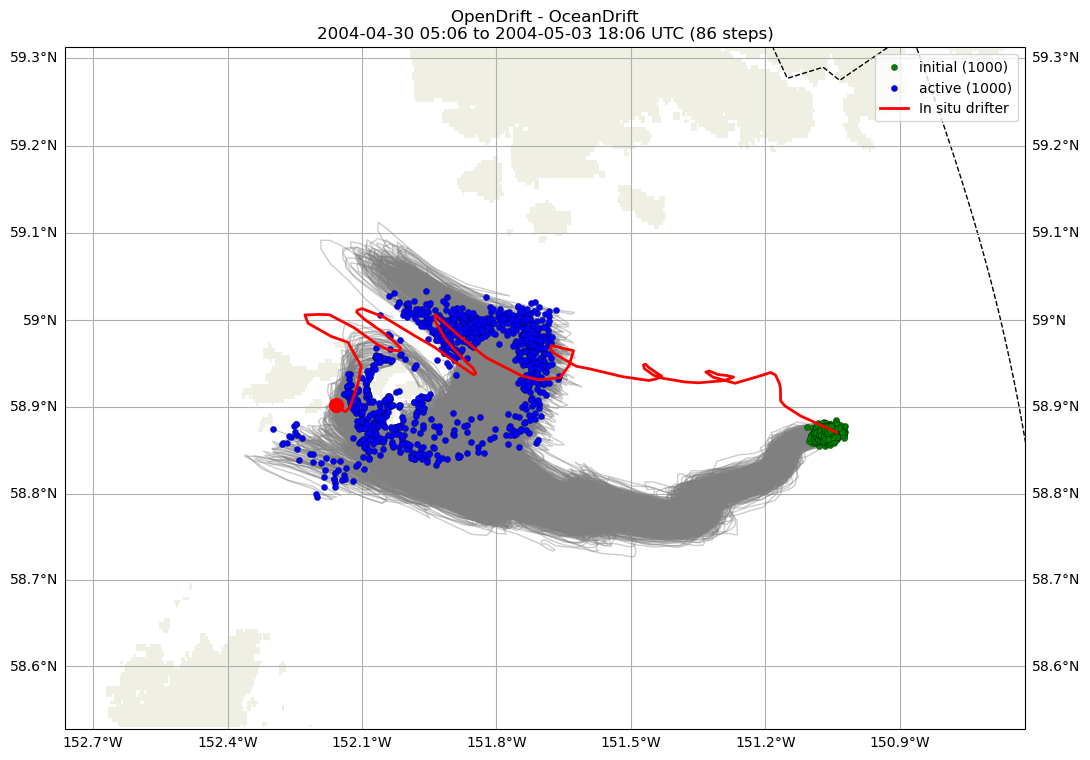 OpenDrift - OceanDrift
2004-04-30 05:06 to 2004-05-03 18:06 UTC (86 steps)
initial (1000)
active (1000)
In situ drifter
59.3°N
59.3°N
59.2°N
59.2°N
59.1°N
59.1°N
59°N
59°N
58.9°N
58.9°N
58.8°N
58.8°N
58.7°N
58.7°N
58.6°N
58.6°N
152.7°W
152.4°W
152.1°W
151.8°W
151.5°W
151.2°W
150.9°W